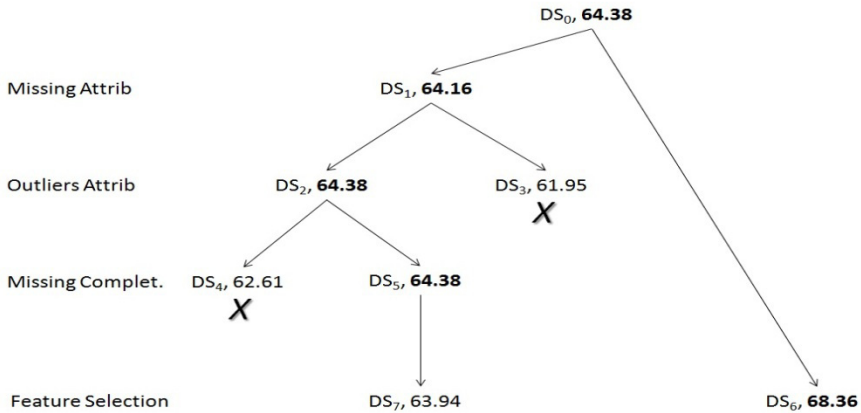 DS₀, 64.38
Missing Attrib DS₁, 64.16
Outliers Attrib DS₂, 64.38 DS₃, 61.95
X
Missing Complet. DS₄, 62.61 DS₅, 64.38
X
Feature Selection DS₇, 63.94 DS₆, 68.36